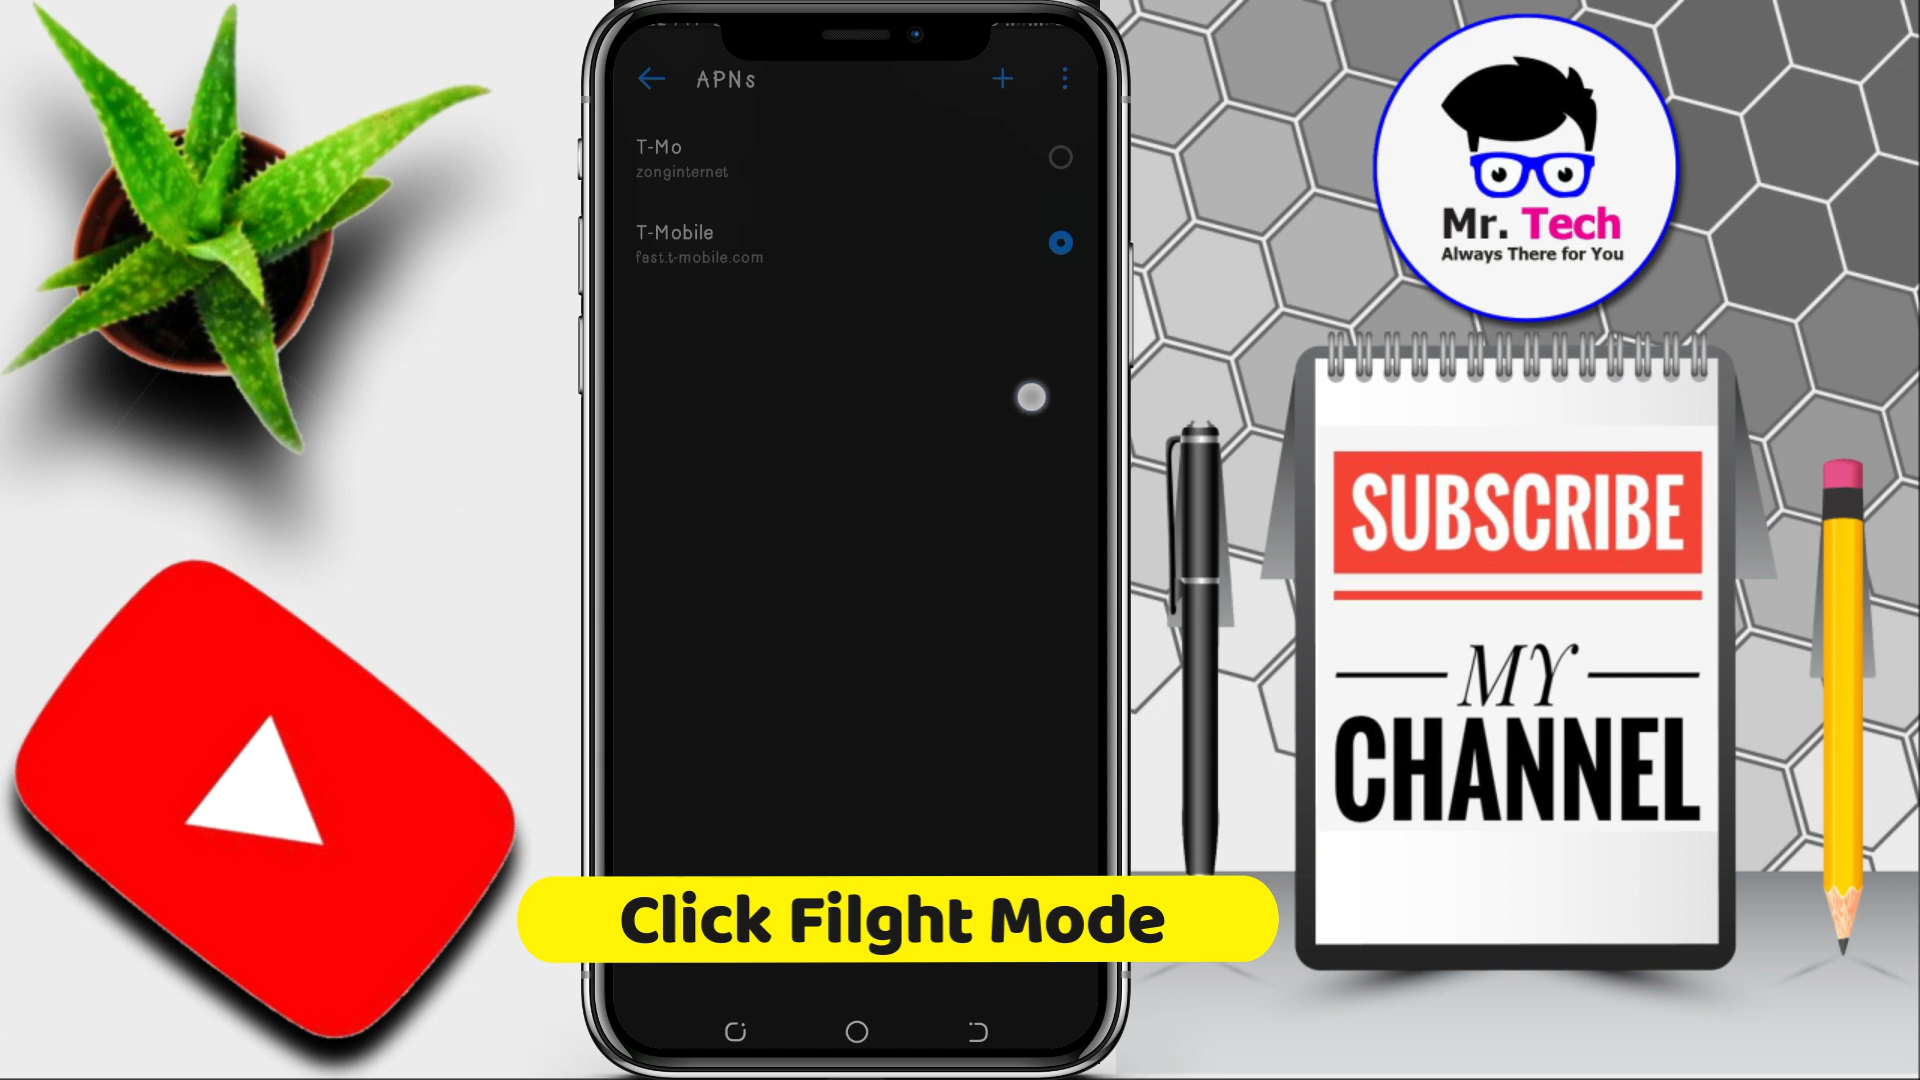 APNs
T-Mo
zonginternet
T-Mobile
fast.t-mobile.com
Click Filght Mode
Mr. Tech
Always There for You
SUBSCRIBE
MY
CHANNEL